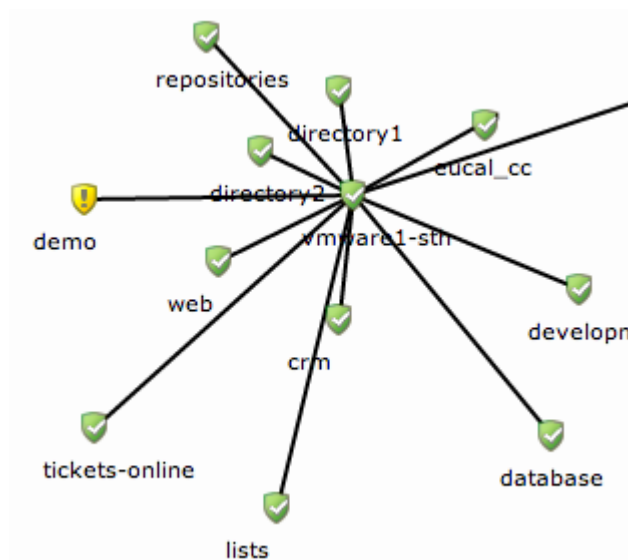 repositories
directory1
eucal_cc
directory2
demo
vmware1-sth
web
developm
crm
tickets-online
database
lists